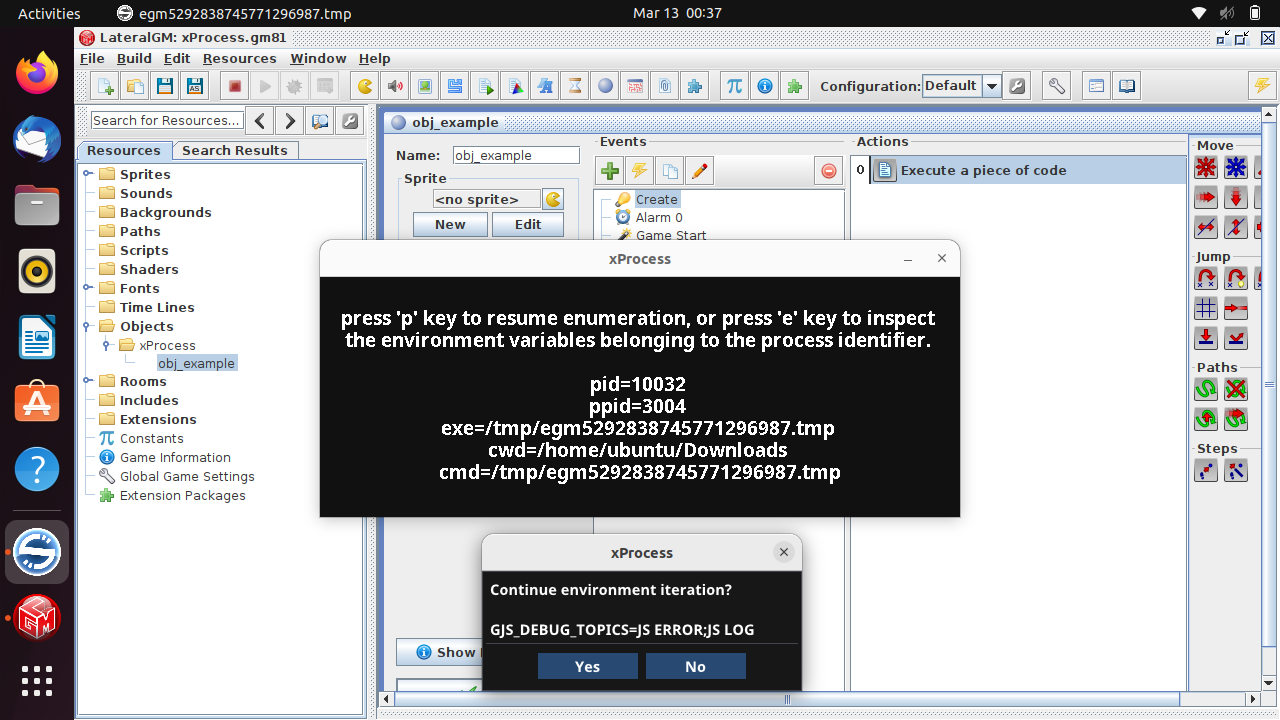 Activities
egm5292838745771296987.tmp
Mar 13 00:37
LateralGM: xProcess.gm81
File Build Edit Resources Window Help
AS
Configuration: Default
Search for Resources...
Resources
Search Results
Sprites
Sounds
Backgrounds
Paths
Scripts
Shaders
Fonts
Time Lines
Objects
xProcess
obj_example
Rooms
Includes
Extensions
Constants
Game Information
Global Game Settings
Extension Packages
obj_example
Name: obj_example
Sprite
<no sprite>
New Edit
Events
Create
Alarm 0
Game Start
Actions
0 Execute a piece of code
Move
Jump
Paths
Steps
xProcess
press 'p' key to resume enumeration, or press 'e' key to inspect
the environment variables belonging to the process identifier.
pid=10032
ppid=3004
exe=/tmp/egm5292838745771296987.tmp
cwd=/home/ubuntu/Downloads
cmd=/tmp/egm5292838745771296987.tmp
xProcess
Continue environment iteration?
GJS_DEBUG_TOPICS=JS ERROR;JS LOG
Yes No
Show